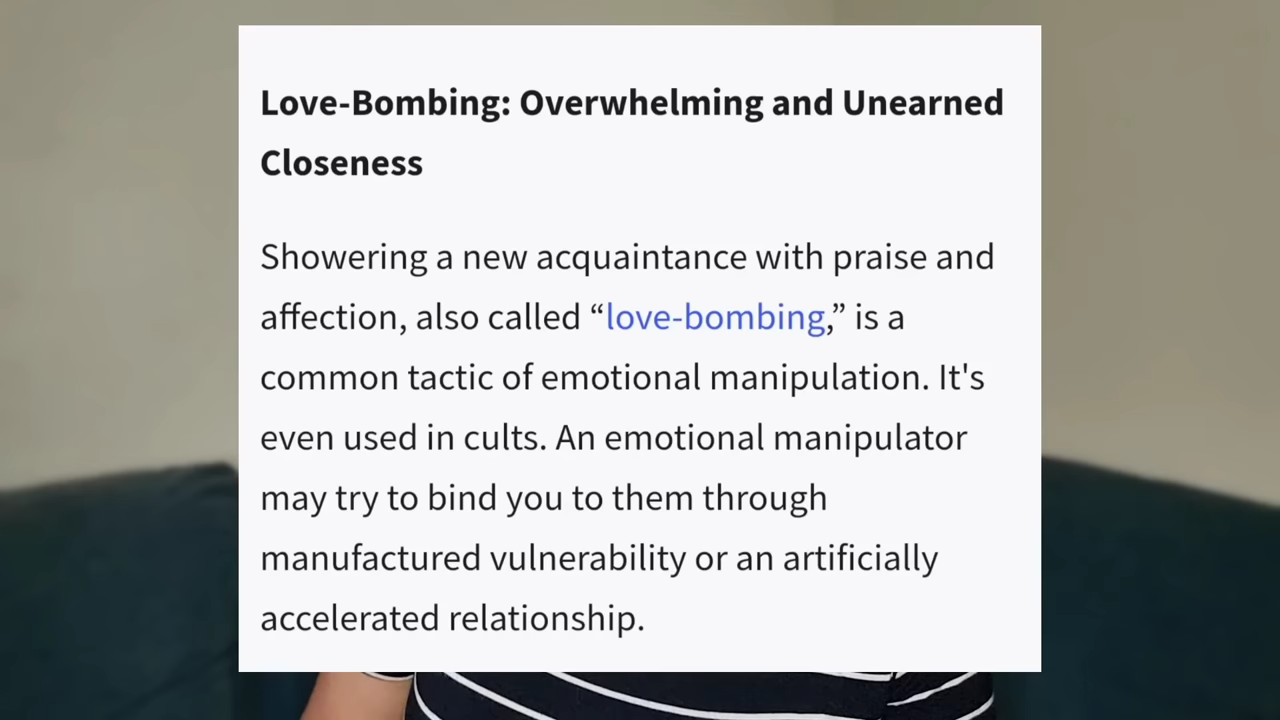 Love-Bombing: Overwhelming and Unearned
Closeness
Showering a new acquaintance with praise and
affection, also called “love-bombing,” is a
common tactic of emotional manipulation. It's
even used in cults. An emotional manipulator
may try to bind you to them through
manufactured vulnerability or an artificially
accelerated relationship.